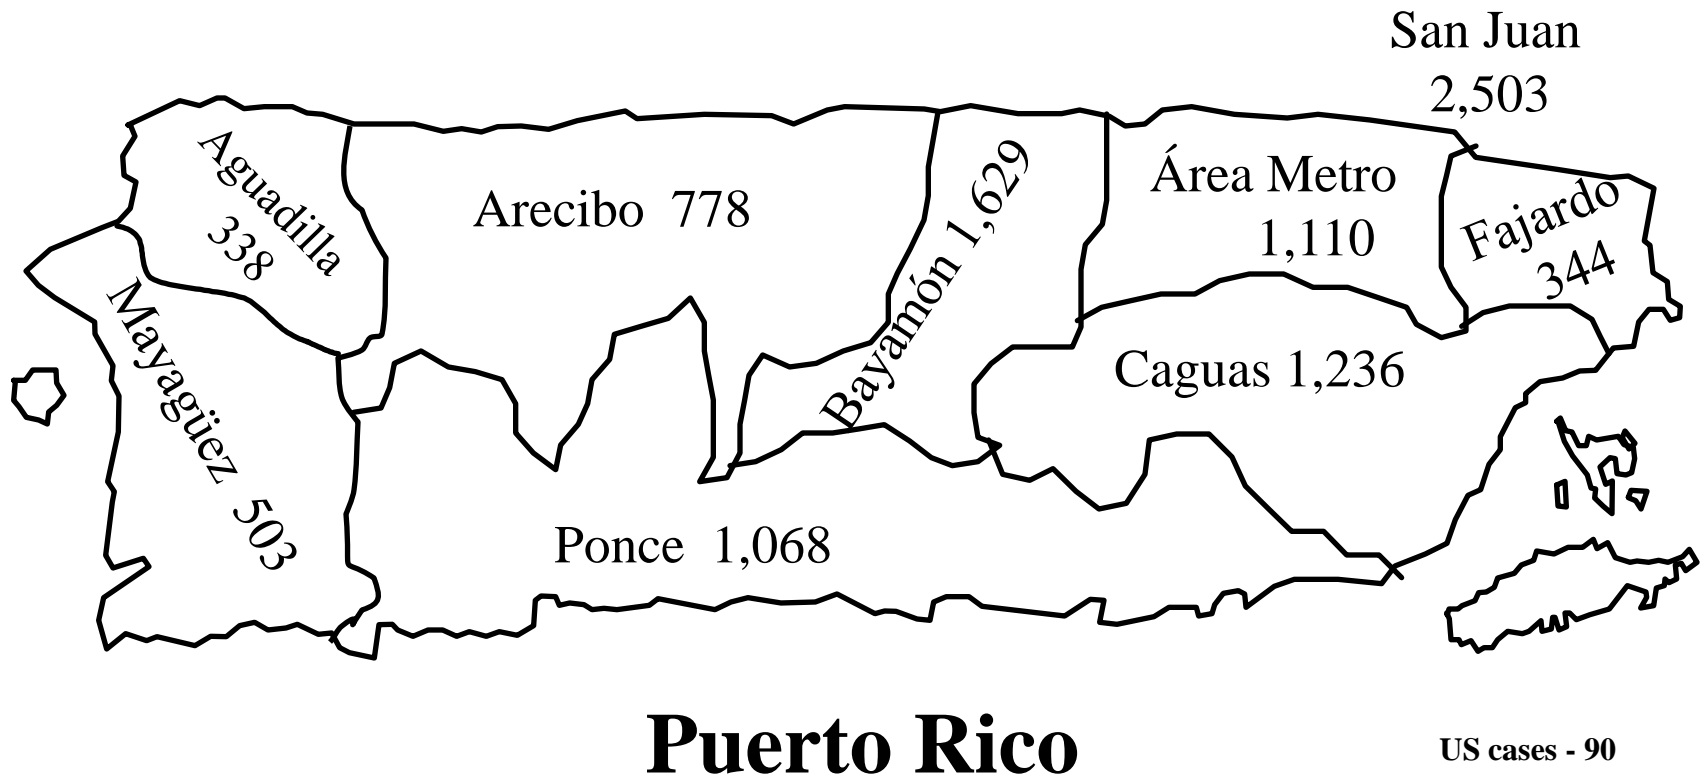 San Juan
2,503
Aguadilla
338
Arecibo 778
Bayamón 1,629
Área Metro
1,110
Fajardo
344
Mayagüez 503
Caguas 1,236
Ponce 1,068
Puerto Rico
US cases - 90